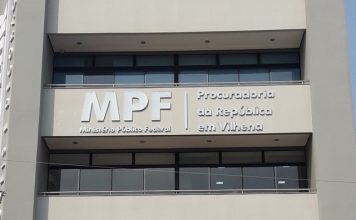 MPF
Ministério Público Federal
Procuradoria
da República
em Vilhena